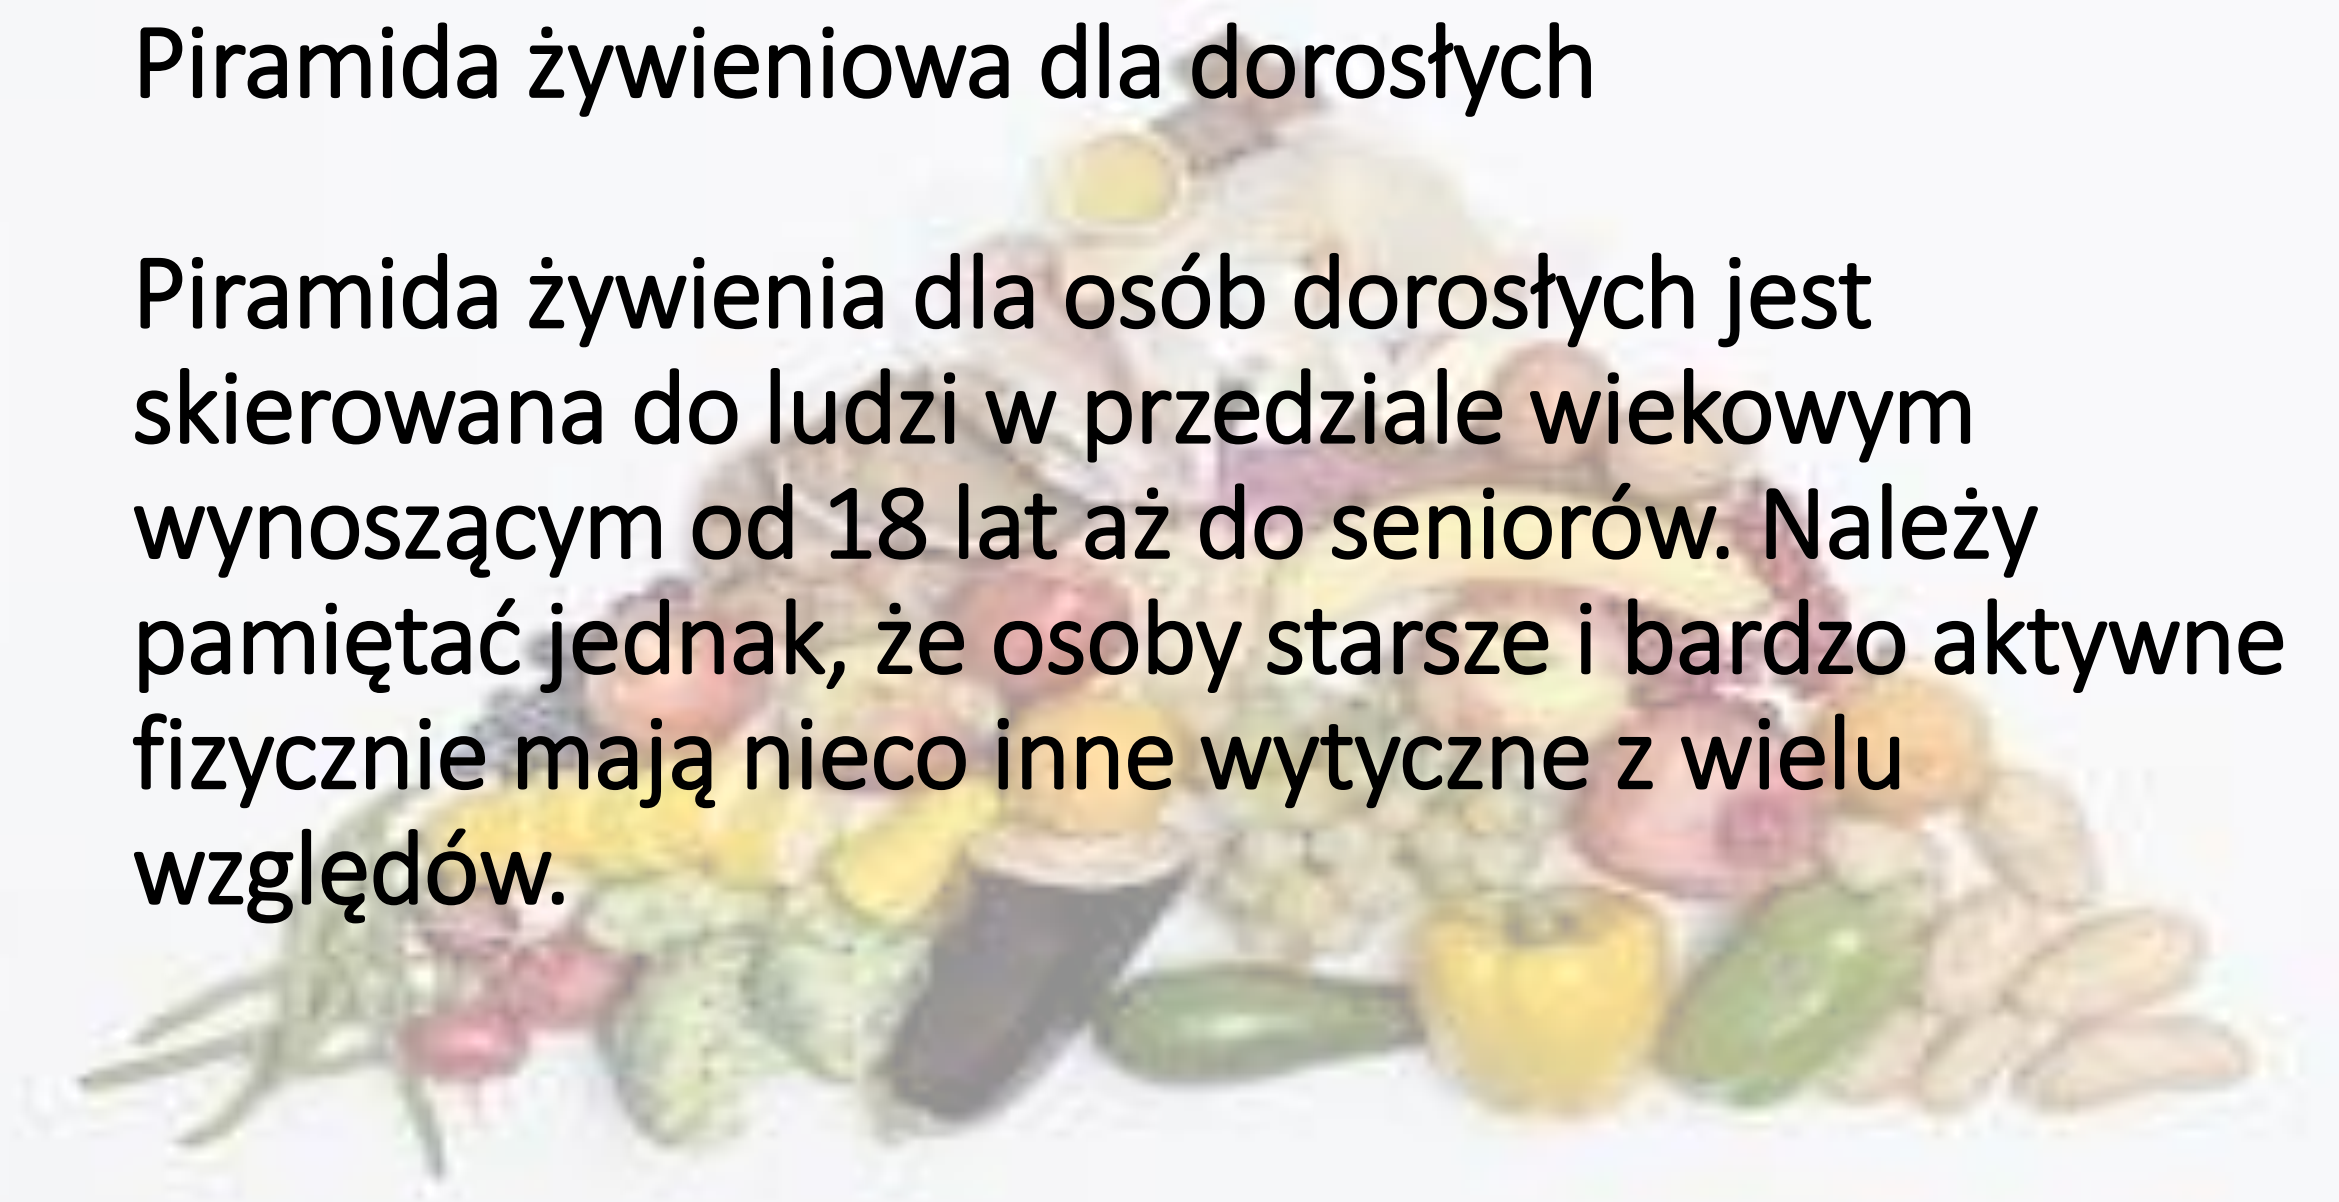 Piramida żywieniowa dla dorosłych
Piramida żywienia dla osób dorosłych jest
skierowana do ludzi w przedziale wiekowym
wynoszącym od 18 lat aż do seniorów. Należy
pamiętać jednak, że osoby starsze i bardzo aktywne
fizycznie mają nieco inne wytyczne z wielu
względów.